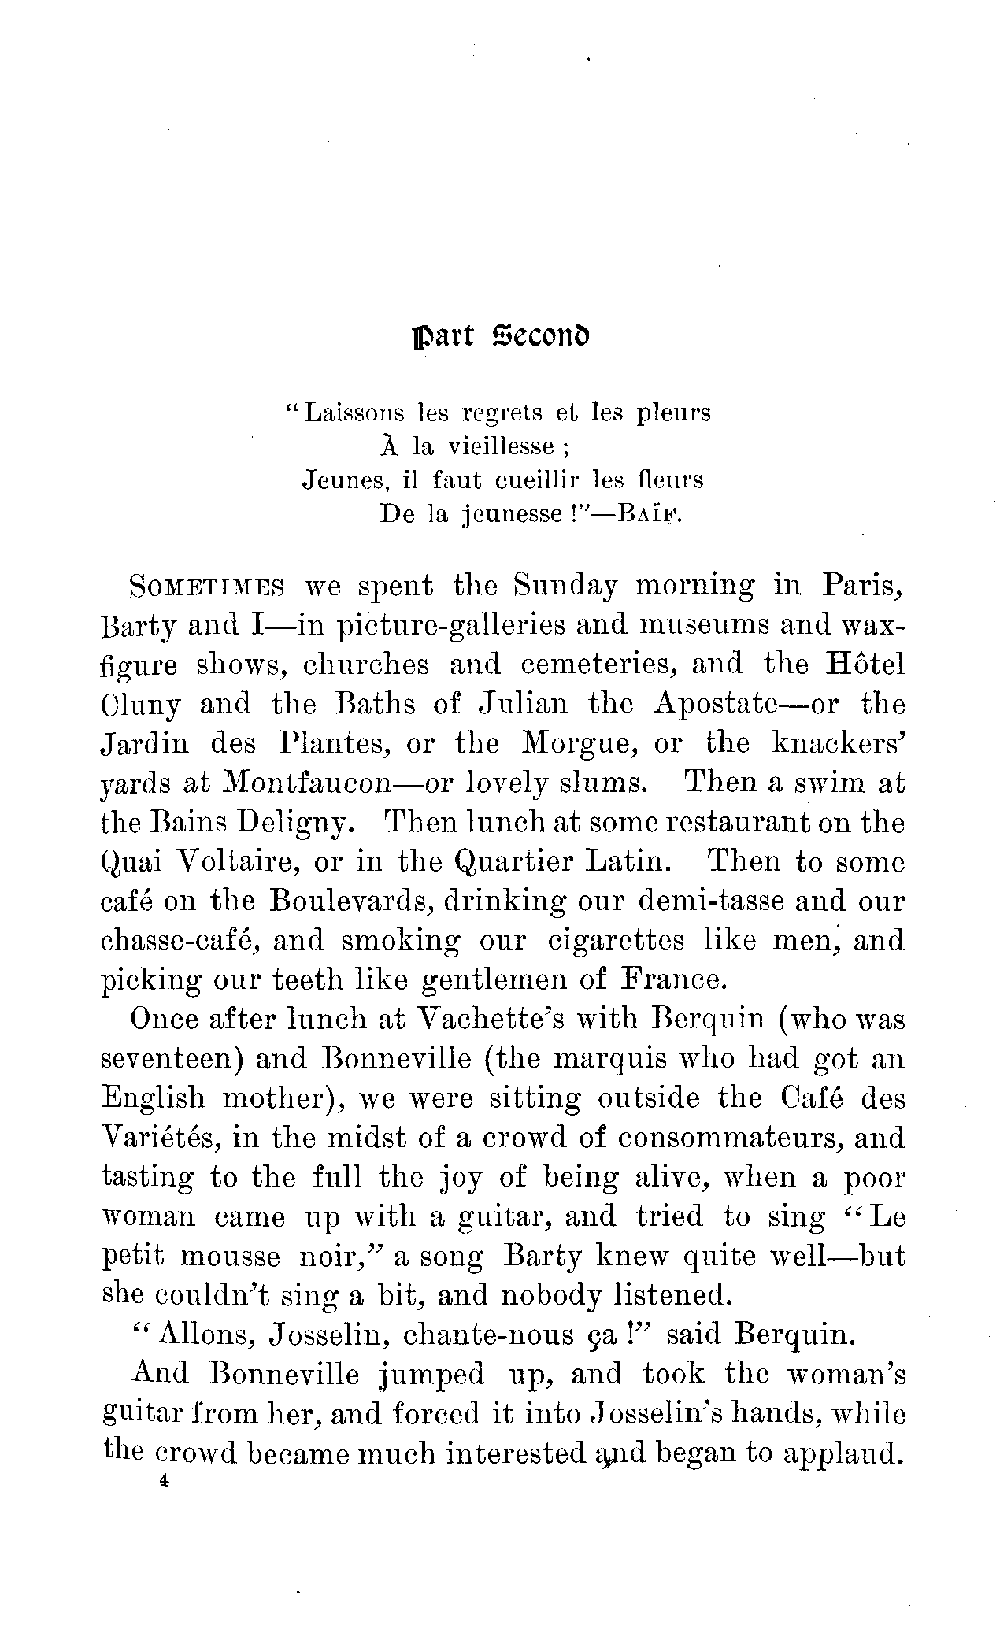 Part Second
“Laissons les regrets et les pleurs
À la vieillesse ;
Jeunes, il faut cueillir les fleurs
De la jeunesse !”—BAÏF.
SOMETIMES we spent the Sunday morning in Paris,
Barty and I—in picture-galleries and museums and wax-
figure shows, churches and cemeteries, and the Hôtel
Cluny and the Baths of Julian the Apostate—or the
Jardin des Plantes, or the Morgue, or the knackers’
yards at Montfaucon—or lovely slums. Then a swim at
the Bains Deligny. Then lunch at some restaurant on the
Quai Voltaire, or in the Quartier Latin. Then to some
café on the Boulevards, drinking our demi-tasse and our
chasse-café, and smoking our cigarettes like men, and
picking our teeth like gentlemen of France.
Once after lunch at Vachette’s with Berquin (who was
seventeen) and Bonneville (the marquis who had got an
English mother), we were sitting outside the Café des
Variétés, in the midst of a crowd of consommateurs, and
tasting to the full the joy of being alive, when a poor
woman came up with a guitar, and tried to sing “Le
petit mousse noir,” a song Barty knew quite well—but
she couldn’t sing a bit, and nobody listened.
“Allons, Josselin, chante-nous ça !” said Berquin.
And Bonneville jumped up, and took the woman’s
guitar from her, and forced it into Josselin’s hands, while
the crowd became much interested and began to applaud.
4